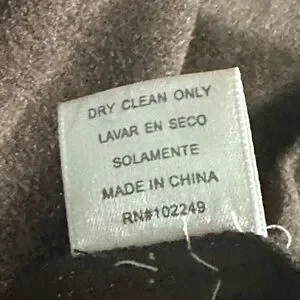 DRY CLEAN ONLY
LAVAR EN SECO
SOLAMENTE
MADE IN CHINA
RN#102249